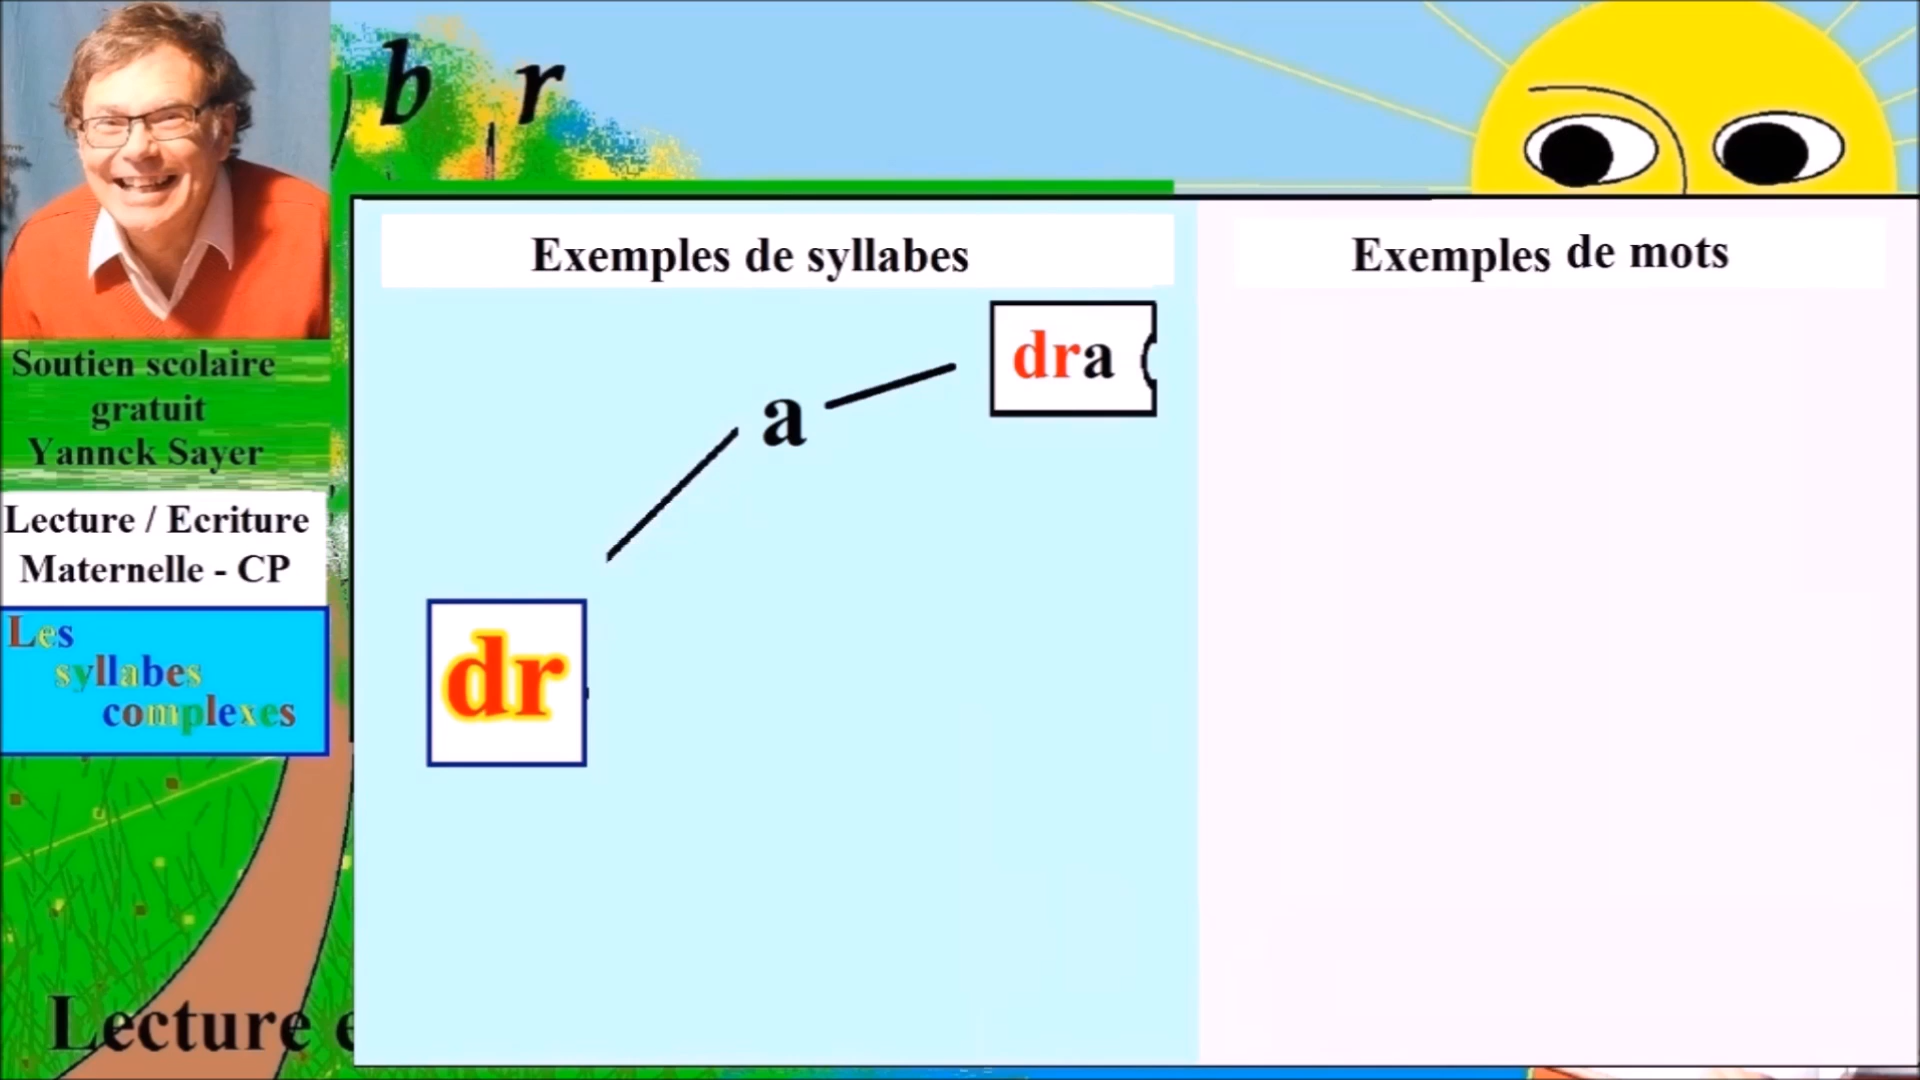 b r
Soutien scolaire
gratuit
Yannck Sayer
Lecture / Ecriture
Maternelle - CP
Les
syllabes
complexes
Lecture e
Exemples de syllabes
dra
a
dr
Exemples de mots